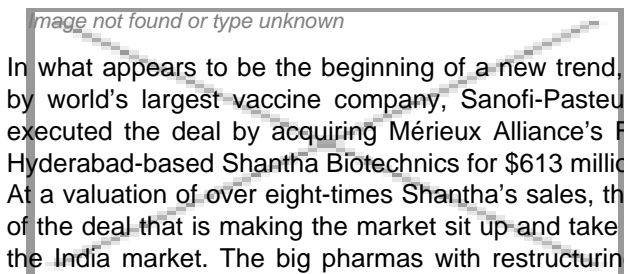 Image not found or type unknown
In what appears to be the beginning of a new trend,
by world's largest vaccine company, Sanofi-Pasteu
executed the deal by acquiring Mérieux Alliance's F
Hyderabad-based Shantha Biotechnics for $613 millio
At a valuation of over eight-times Shantha's sales, th
of the deal that is making the market sit up and take
the India market. The big pharmas with restructurin